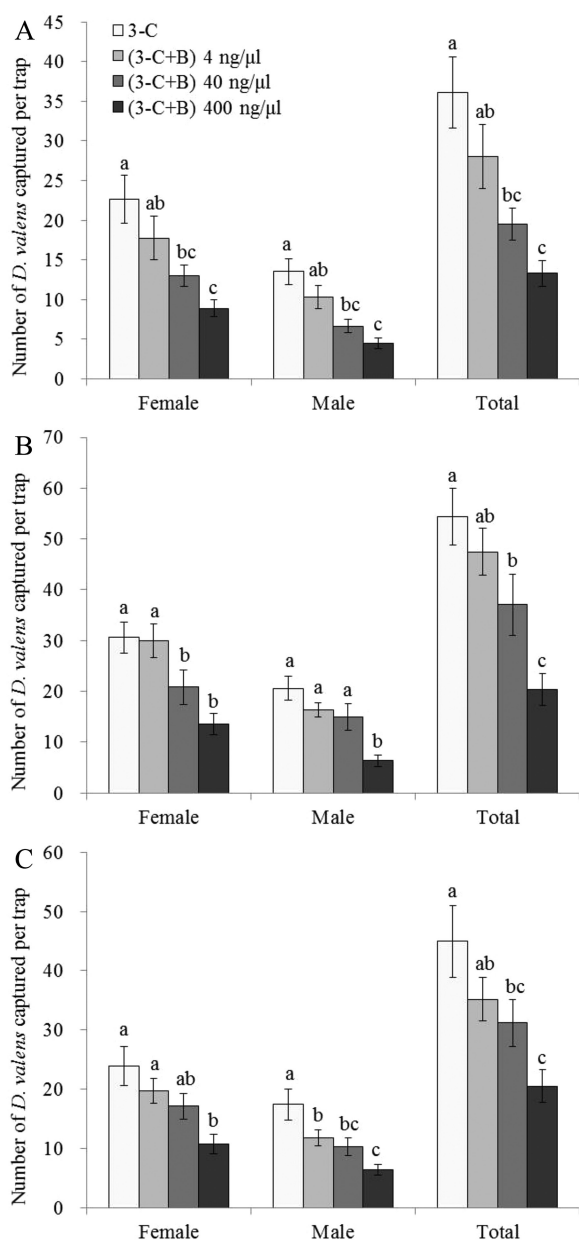 A
Number of D. valens captured per trap
45
40
35
30
25
20
15
10
5
0
3-C
(3-C+B) 4 ng/μl
(3-C+B) 40 ng/μl
(3-C+B) 400 ng/μl
a
ab
bc
c
a
ab
bc
c
a
ab
bc
c
Female Male Total
B
Number of D. valens captured per trap
70
60
50
40
30
20
10
0
a
a
b
b
a
a
a
b
a
ab
b
c
Female Male Total
C
Number of D. valens captured per trap
60
50
40
30
20
10
0
a
a
ab
b
a
b
bc
c
a
ab
bc
c
Female Male Total